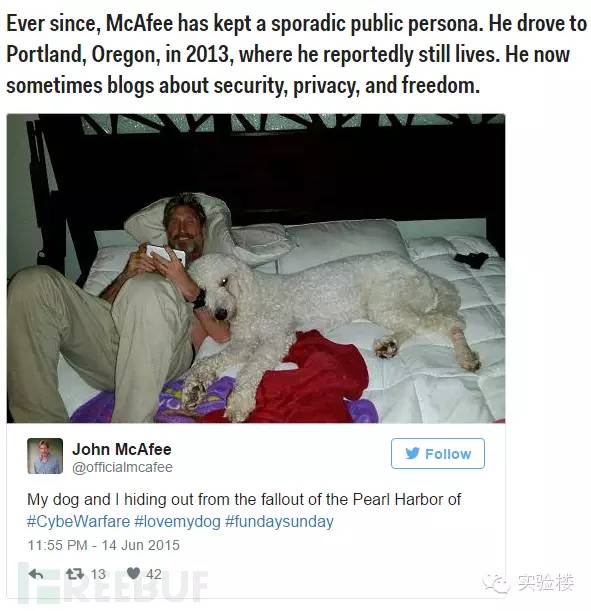 Ever since, McAfee has kept a sporadic public persona. He drove to
Portland, Oregon, in 2013, where he reportedly still lives. He now
sometimes blogs about security, privacy, and freedom.
John McAfee
@officialmcafee
Follow
My dog and I hiding out from the fallout of the Pearl Harbor of
#CybeWarfare #lovemydog #fundaysunday
11:55 PM - 14 Jun 2015
13 42
FREEBUF
实验楼